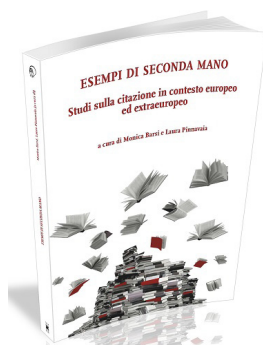 ESEMPI DI SECONDA MANO
Studi sulla citazione in contesto europeo
ed extraeuropeo
a cura di Monica Barsi e Laura Pinnavaia